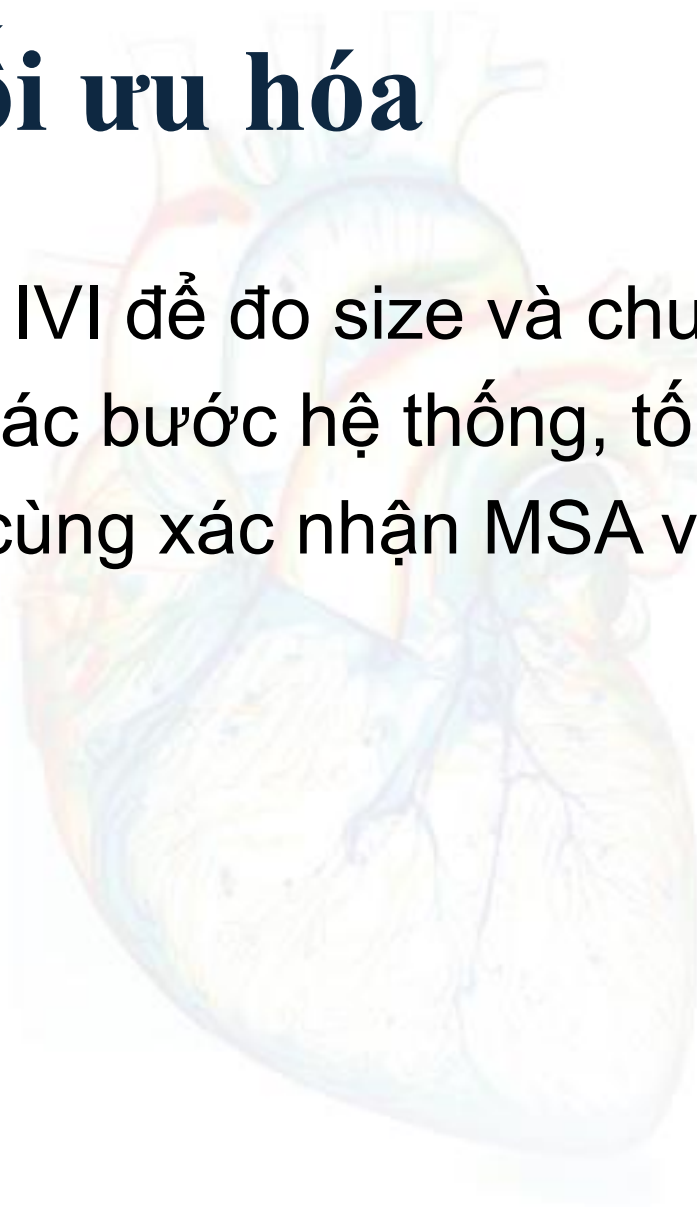 ối ưu hóa
IVI để đo size và chu
ác bước hệ thống, tố
cùng xác nhận MSA v